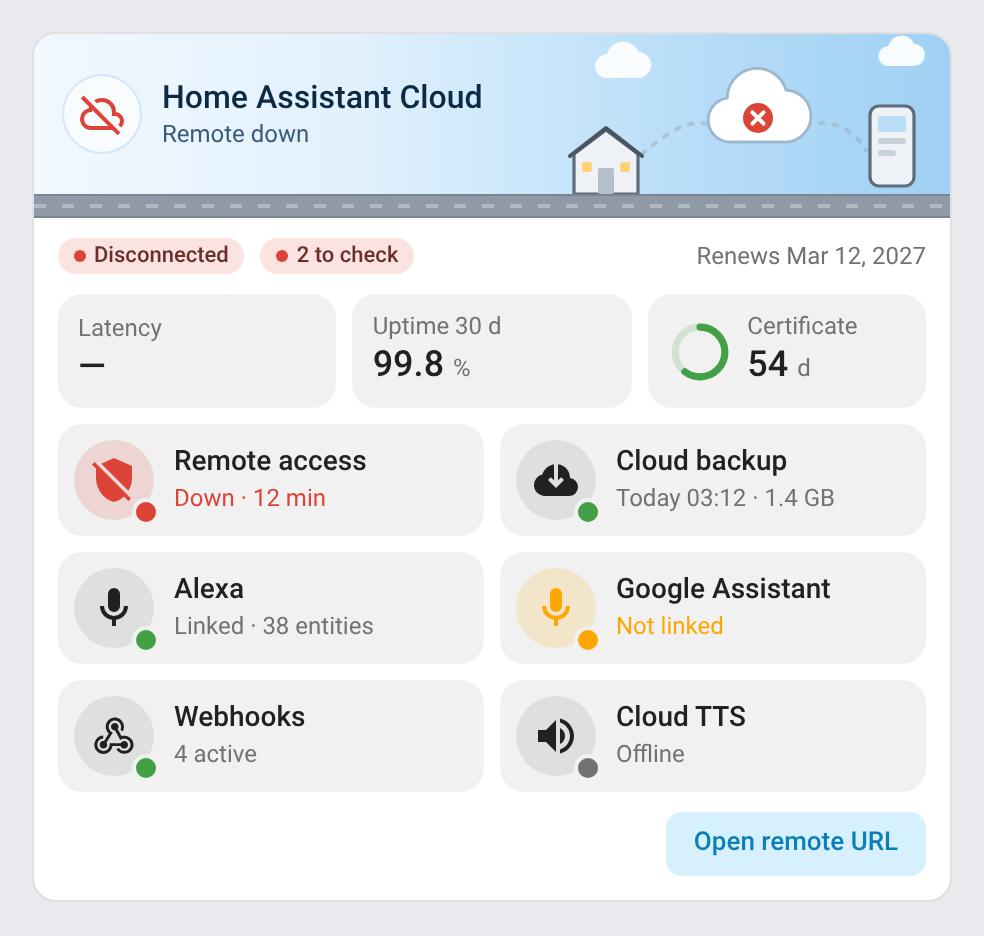 Home Assistant Cloud
Remote down
Disconnected
2 to check
Renews Mar 12, 2027
Latency
—
Uptime 30 d
99.8 %
Certificate
54 d
Remote access
Down · 12 min
Cloud backup
Today 03:12 · 1.4 GB
Alexa
Linked · 38 entities
Google Assistant
Not linked
Webhooks
4 active
Cloud TTS
Offline
Open remote URL